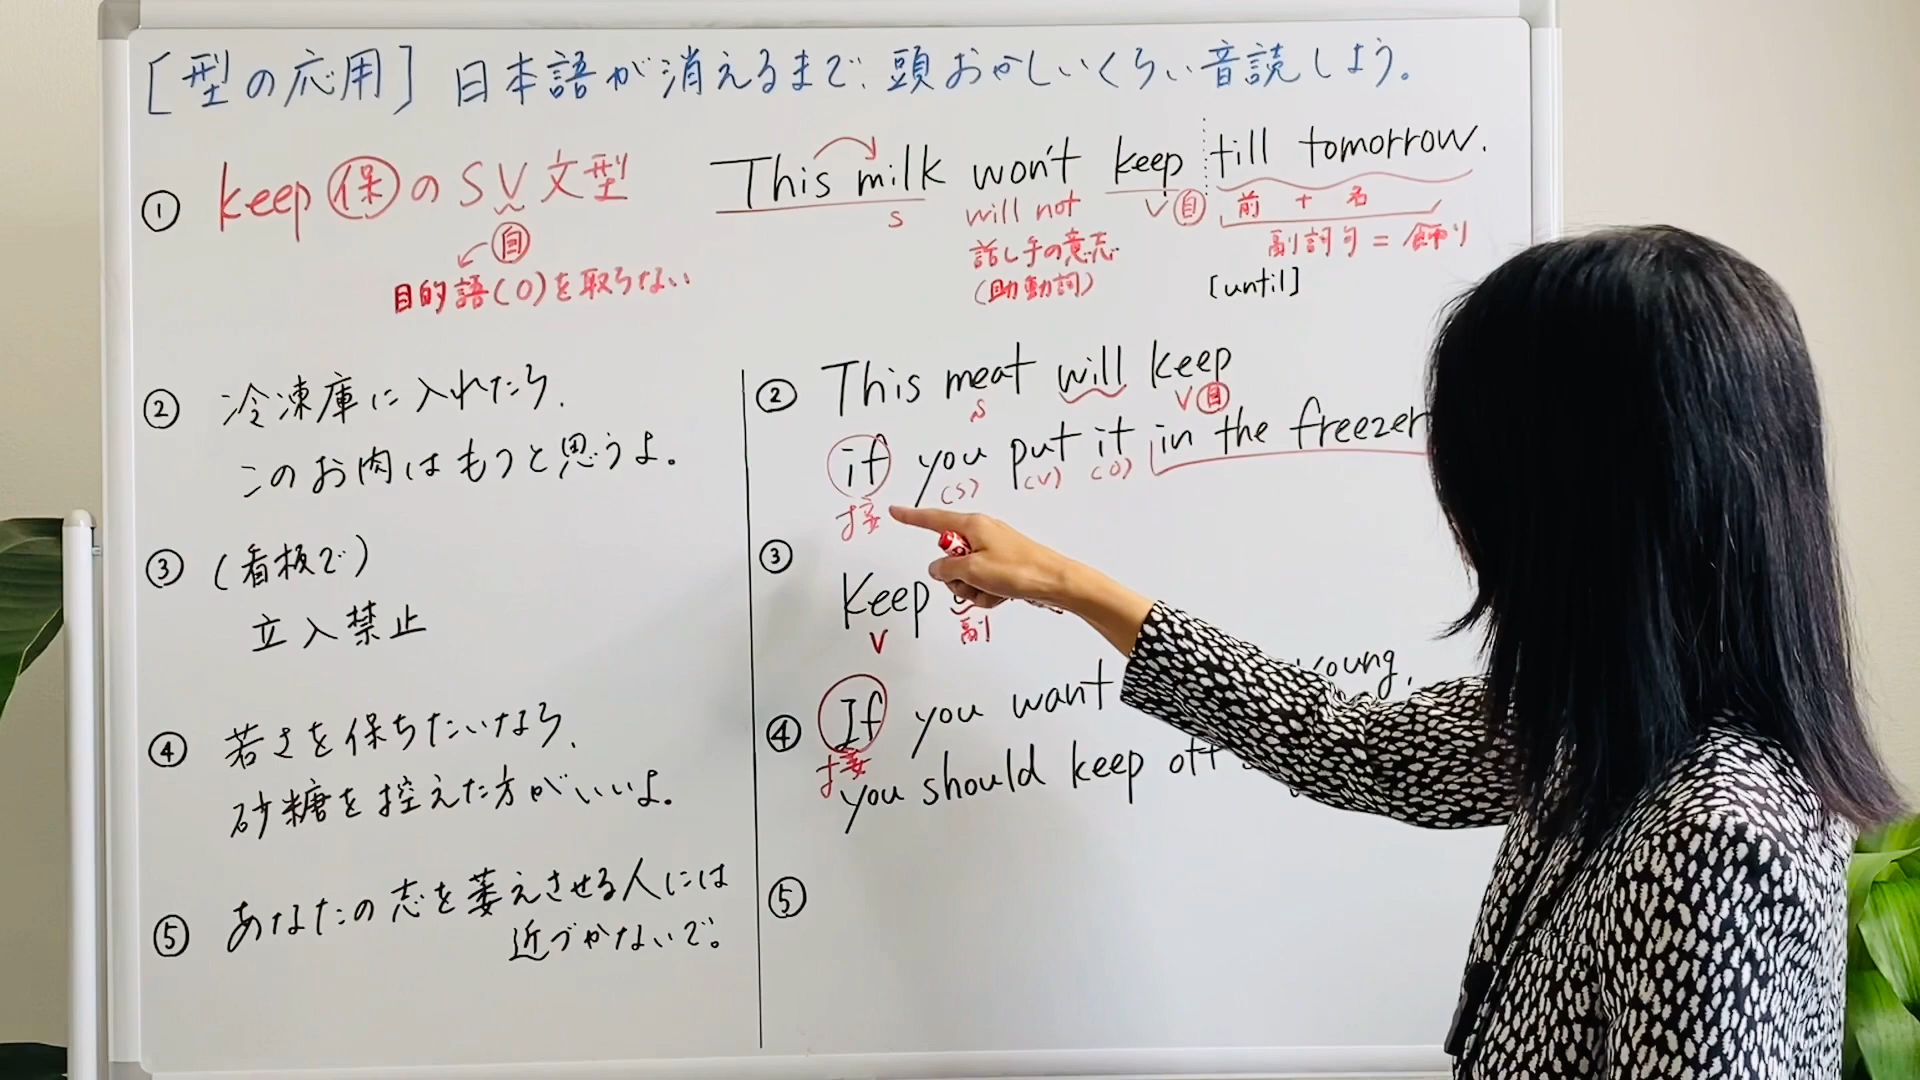 [型の応用] 日本語が消えるまで、頭おかしいくらい音読しよう。
① keep 保 の SV 文型
自
目的語(O)を取らない
This milk won't keep till tomorrow.
S V 自 前 + 名
will not 副詞句 = 飾り
話し手の意志
(助動詞) [until]
② 冷凍庫に入れたら、
このお肉はもつと思うよ。
③ (看板で)
立入禁止
④ 若さを保ちたいなら、
砂糖を控えた方がいいよ。
⑤ あなたの志を萎えさせる人には
近づかないで。
② This meat will keep
S V 自
if you put it in the freezer
接 (S) (V) (O)
③
Keep
V 副
④ If you want young,
接
you should keep off
⑤